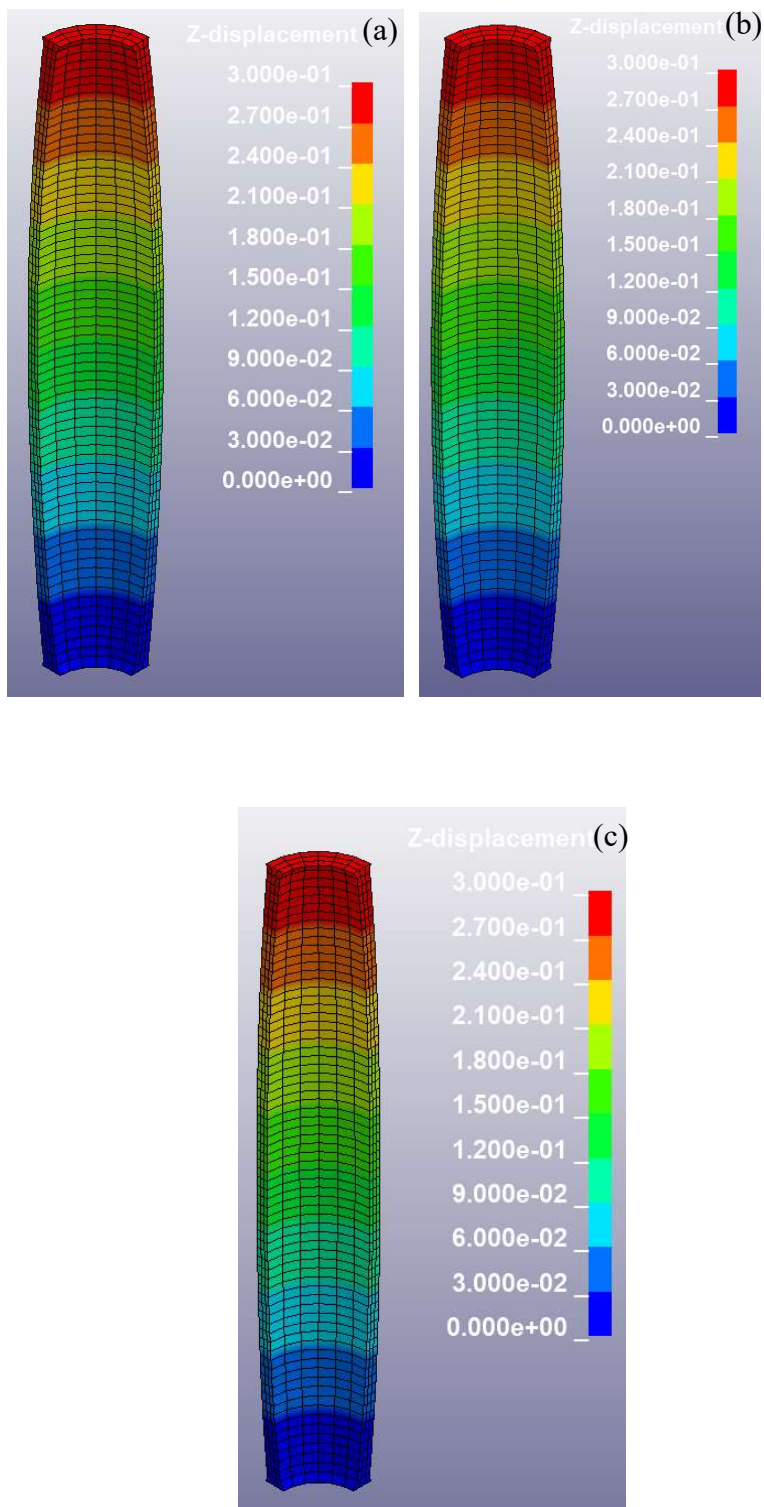 Z-displacement (a)
3.000e-01
2.700e-01
2.400e-01
2.100e-01
1.800e-01
1.500e-01
1.200e-01
9.000e-02
6.000e-02
3.000e-02
0.000e+00
Z-displacement (b)
3.000e-01
2.700e-01
2.400e-01
2.100e-01
1.800e-01
1.500e-01
1.200e-01
9.000e-02
6.000e-02
3.000e-02
0.000e+00
Z-displacement (c)
3.000e-01
2.700e-01
2.400e-01
2.100e-01
1.800e-01
1.500e-01
1.200e-01
9.000e-02
6.000e-02
3.000e-02
0.000e+00